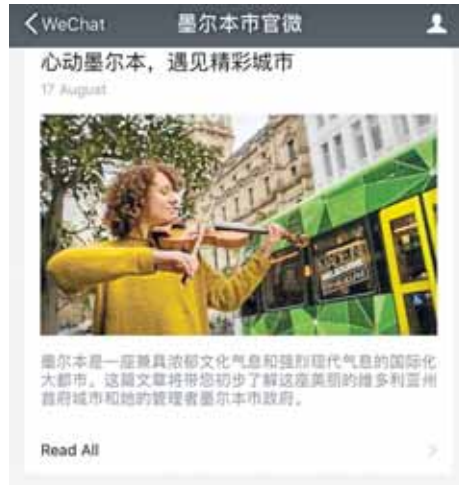 WeChat
墨尔本市官微
心动墨尔本，遇见精彩城市
17 August
墨尔本是一座兼具浓郁文化气息和强烈现代气息的国际化
大都市。这篇文章将带您初步了解这座美丽的维多利亚州
首府城市和她的管理者墨尔本市政府。
Read All